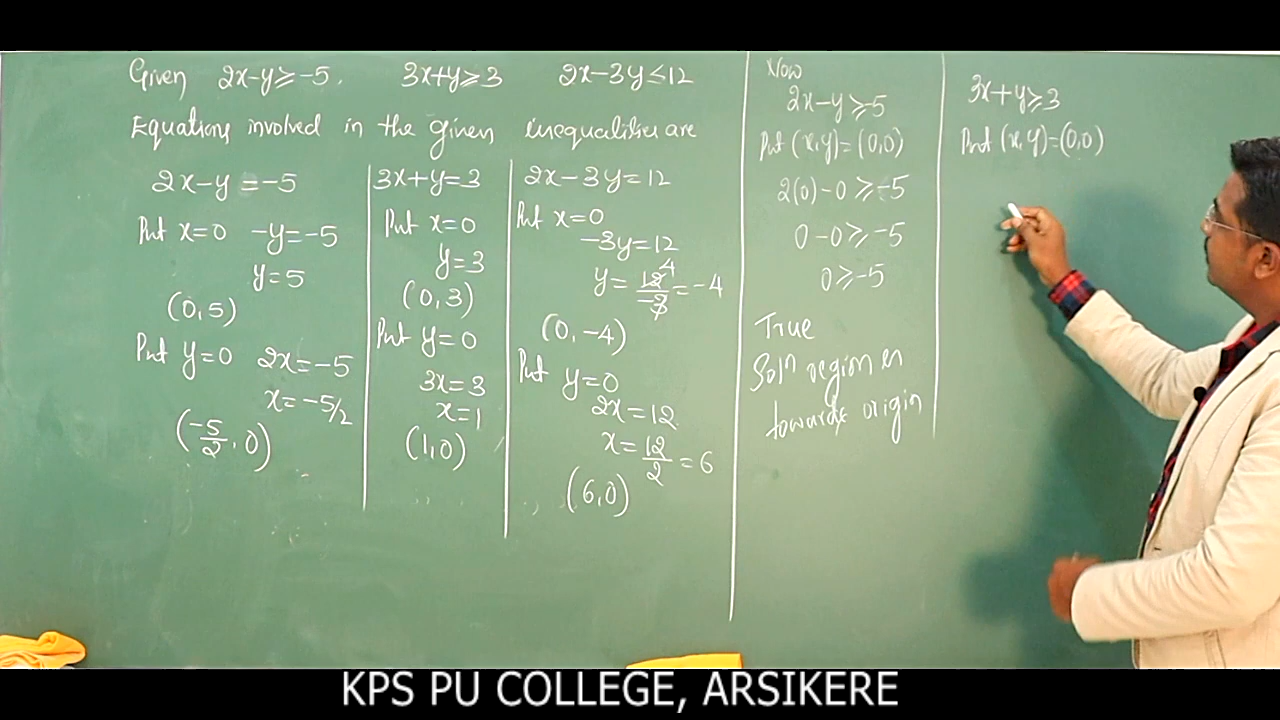 Given 2x-y≥-5. 3x+y≥3 2x-3y≤12
Equations involved in the given inequalities are
2x-y=-5
Put x=0 -y=-5
y=5
(0,5)
Put y=0 2x=-5
x=-5/2
(-5/2, 0)
3x+y=3
Put x=0
y=3
(0,3)
Put y=0
3x=3
x=1
(1,0)
2x-3y=12
Put x=0
-3y=12
y=12/-3=-4
4
(0,-4)
Put y=0
2x=12
x=12/2=6
(6,0)
Now
2x-y≥-5
Put (x,y)=(0,0)
2(0)-0≥-5
0-0≥-5
0≥-5
True
Soln region
towards origin
3x+y≥3
Put (x,y)=(0,0)
KPS PU COLLEGE, ARSIKERE